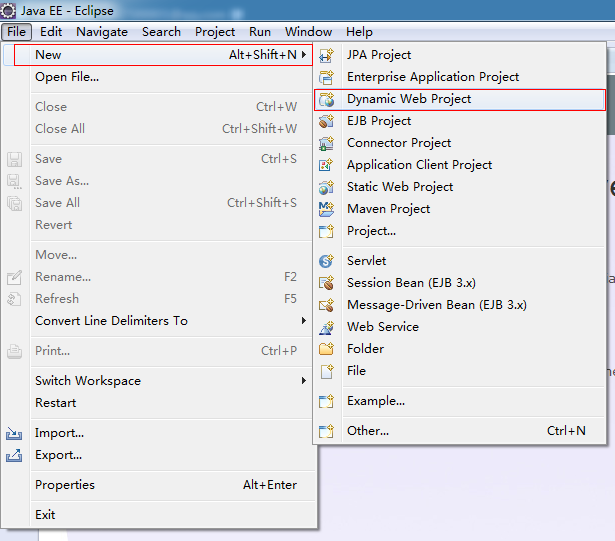 Java EE - Eclipse
File Edit Navigate Search Project Run Window Help
New Alt+Shift+N
Open File...
Close Ctrl+W
Close All Ctrl+Shift+W
Save Ctrl+S
Save As...
Save All Ctrl+Shift+S
Revert
Move...
Rename... F2
Refresh F5
Convert Line Delimiters To
Print... Ctrl+P
Switch Workspace
Restart
Import...
Export...
Properties Alt+Enter
Exit
JPA Project
Enterprise Application Project
Dynamic Web Project
EJB Project
Connector Project
Application Client Project
Static Web Project
Maven Project
Project...
Servlet
Session Bean (EJB 3.x)
Message-Driven Bean (EJB 3.x)
Web Service
Folder
File
Example...
Other... Ctrl+N